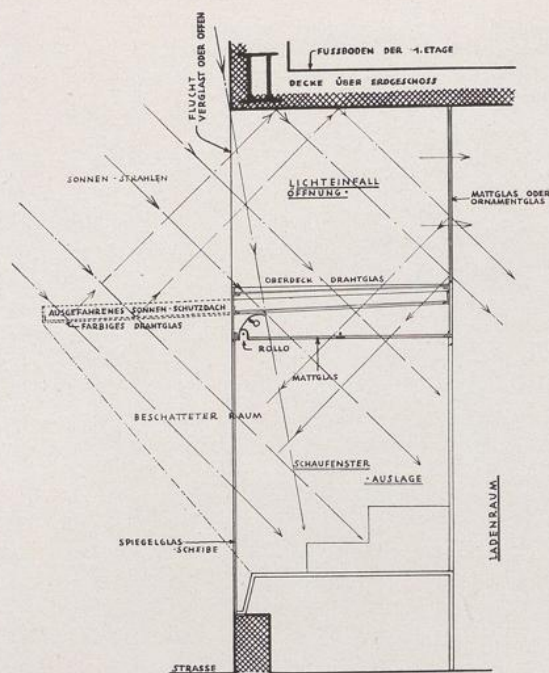 FUSSBODEN DER 1.ETAGE
DECKE ÜBER ERDGESCHOSS
FLUCHT
VERGLAST ODER OFFEN
SONNEN-STRAHLEN
LICHTEINFALL
ÖFFNUNG·
MATTGLAS ODER
ORNAMENTGLAS
OBERDECK DRAHTGLAS
AUSGEFAHRENES SONNEN-SCHUTZDACH
FARBIGES DRAHTGLAS
ROLLO
MATTGLAS
BESCHATTETER RAUM
SCHAUFENSTER
·AUSLAGE
SPIEGELGLAS
-SCHEIBE
LADENRAUM
STRASSE